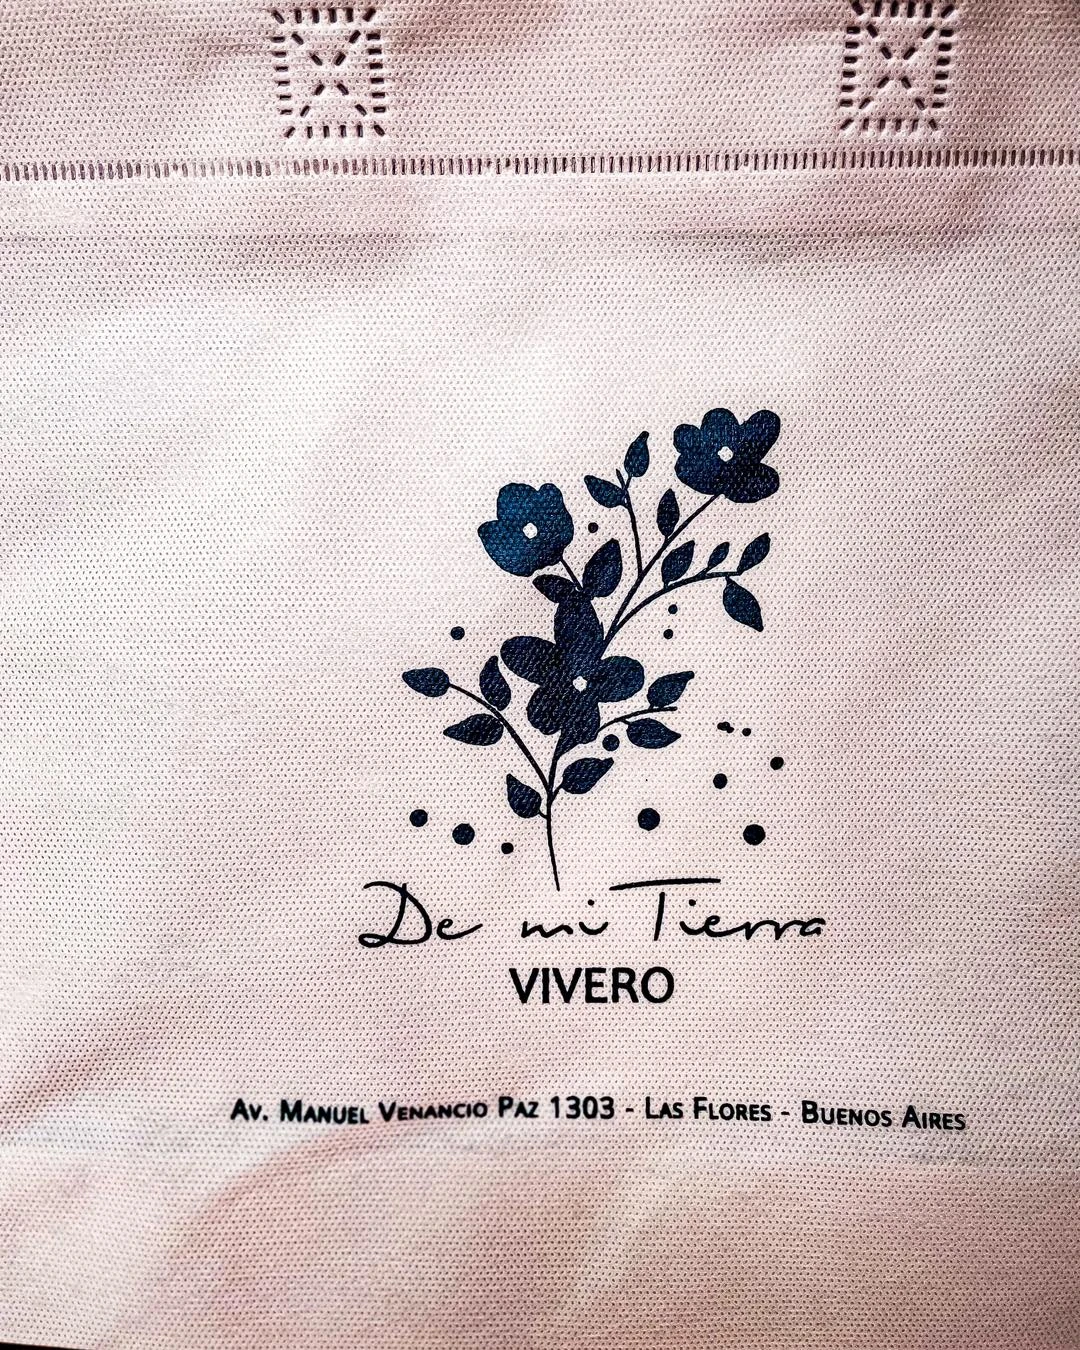 De mi Tierra
VIVERO
Av. Manuel Venancio Paz 1303 - Las Flores - Buenos Aires